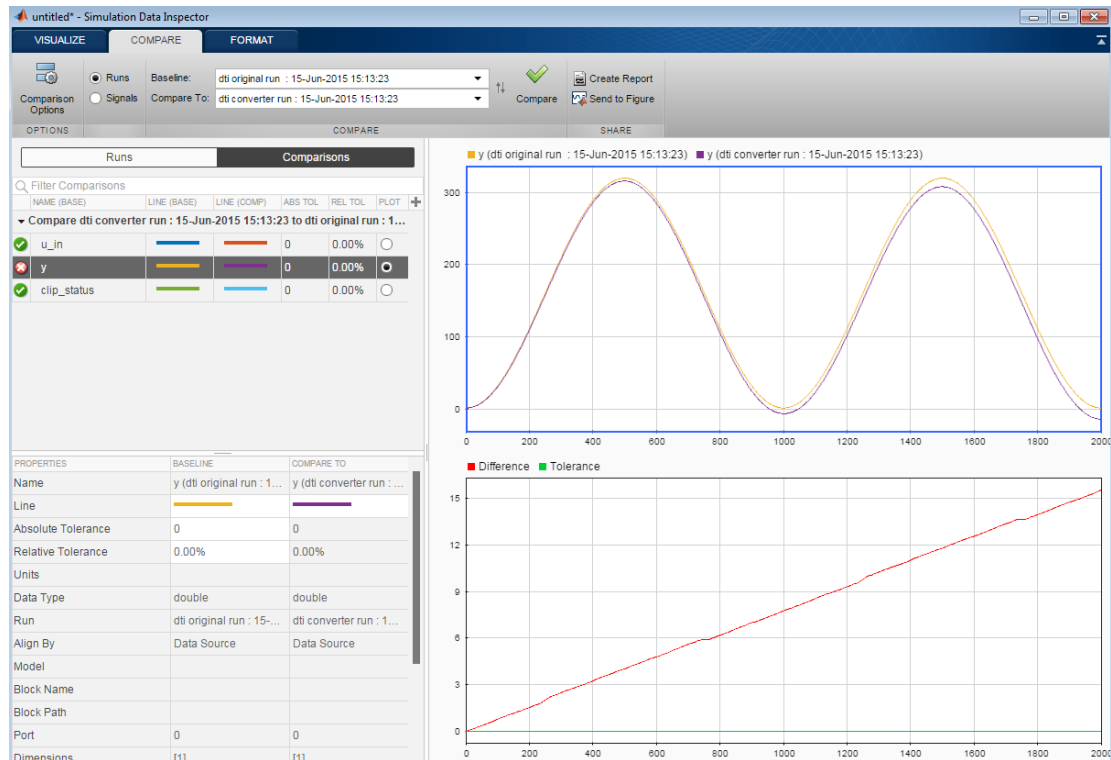 untitled* - Simulation Data Inspector
VISUALIZE COMPARE FORMAT
Comparison Options
Runs
Signals
Baseline: dti original run : 15-Jun-2015 15:13:23
Compare To: dti converter run : 15-Jun-2015 15:13:23
Compare
Create Report
Send to Figure
OPTIONS COMPARE SHARE
Runs Comparisons
Filter Comparisons
NAME (BASE) LINE (BASE) LINE (COMP) ABS TOL REL TOL PLOT
Compare dti converter run : 15-Jun-2015 15:13:23 to dti original run : 1...
u_in 0 0.00%
y 0 0.00%
clip_status 0 0.00%
PROPERTIES BASELINE COMPARE TO
Name y (dti original run : 1... y (dti converter run : ...
Line
Absolute Tolerance 0 0
Relative Tolerance 0.00% 0.00%
Units
Data Type double double
Run dti original run : 15-... dti converter run : 1...
Align By Data Source Data Source
Model
Block Name
Block Path
Port 0 0
Dimensions [1] [1]
y (dti original run : 15-Jun-2015 15:13:23) y (dti converter run : 15-Jun-2015 15:13:23)
300
200
100
0
0 200 400 600 800 1000 1200 1400 1600 1800 2000
Difference Tolerance
15
12
9
6
3
0
0 200 400 600 800 1000 1200 1400 1600 1800 2000